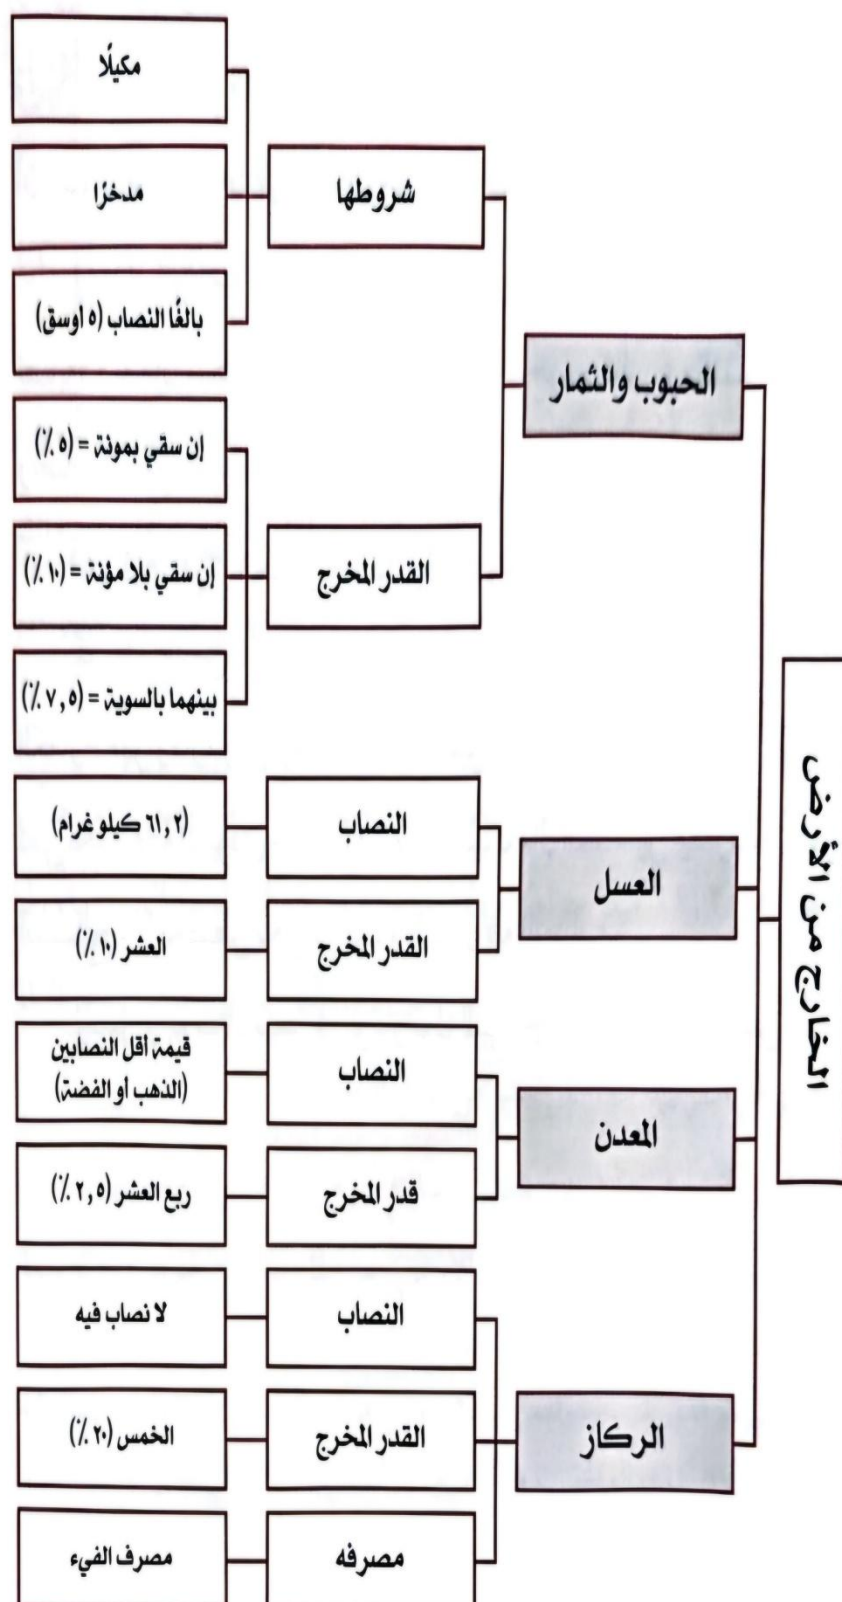 الخارج من الأرض
الحبوب والثمار
شروطها
مكيلًا
مدخرًا
بالغًا النصاب (٥ أوسق)
القدر المخرج
إن سقي بمونة = (٥ ٪)
إن سقي بلا مؤنة = (١٠ ٪)
بينهما بالسوية = (٧,٥ ٪)
العسل
النصاب
(٦١,٢ كيلو غرام)
القدر المخرج
العشر (١٠ ٪)
المعدن
النصاب
قيمة أقل النصابين
(الذهب أو الفضة)
قدر المخرج
ربع العشر (٢,٥ ٪)
الركاز
النصاب
لا نصاب فيه
القدر المخرج
الخمس (٢٠ ٪)
مصرفه
مصرف الفيء